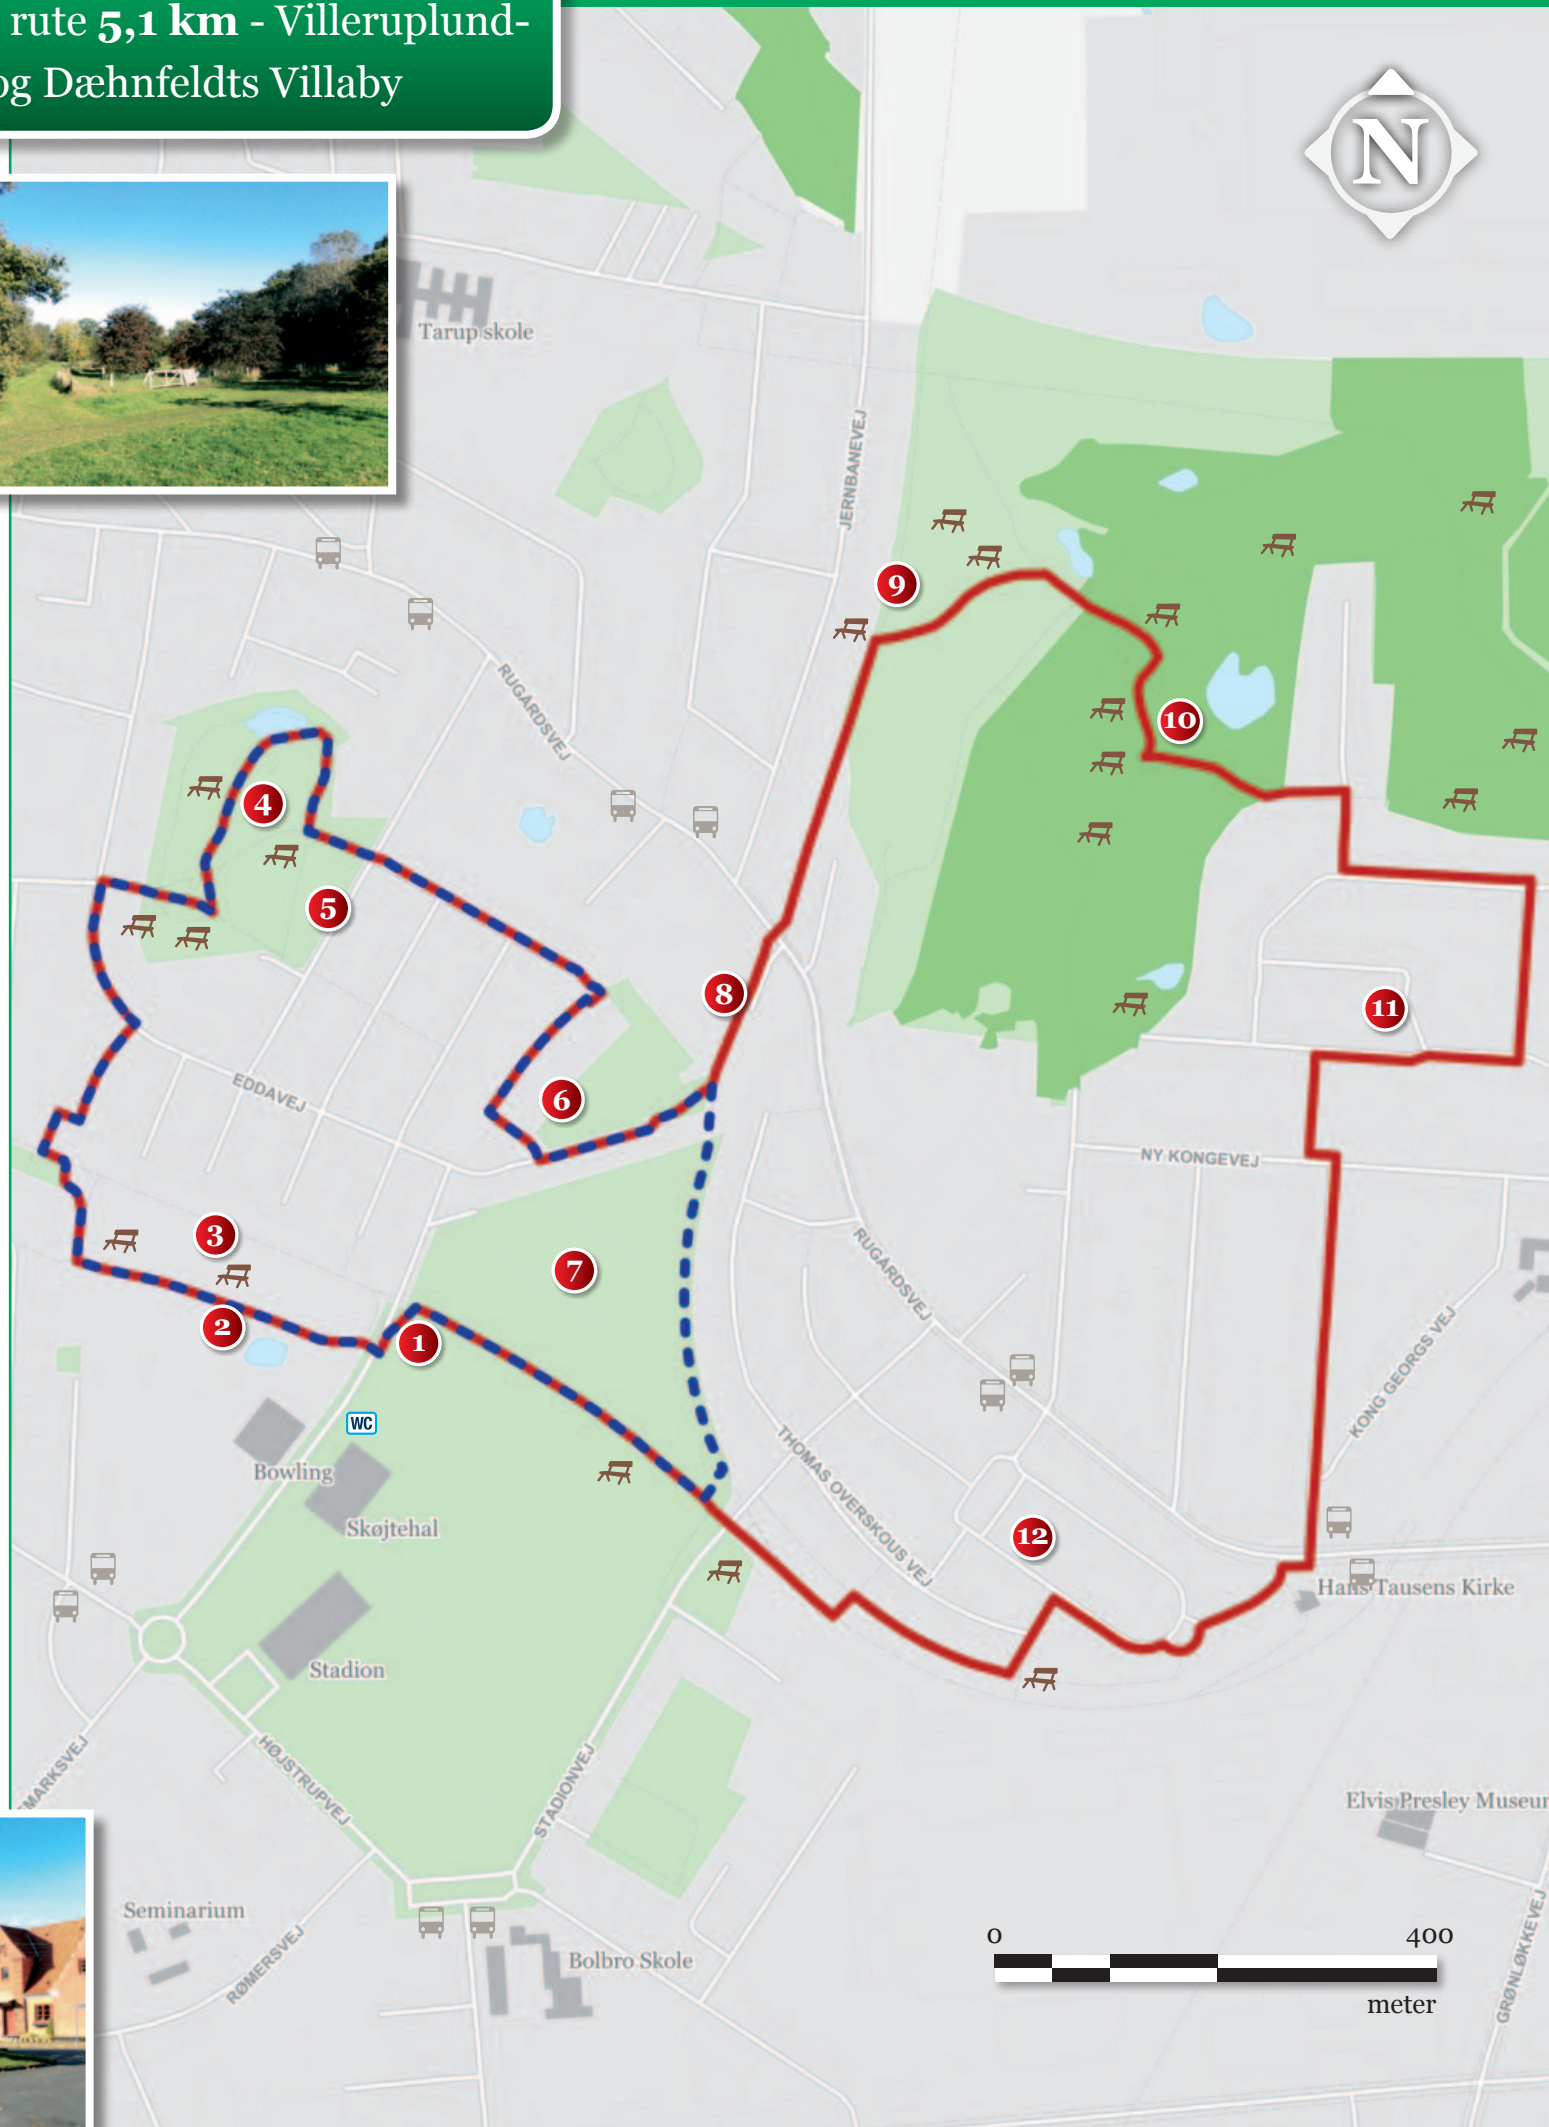 rute 5,1 km - Villeruplund-
og Dæhnfeldts Villaby
N
Tarup skole
JERNBANEVEJ
9
RUGÅRDSVEJ
10
4
5
8
11
6
EDDAVEJ
NY KONGEVEJ
3
7
RUGÅRDSVEJ
2
1
KONG GEORGS VEJ
WC
Bowling
THOMAS OVERSKOUS VEJ
Skøjtehal
12
Hans Tausens Kirke
Stadion
HØJSTRUPVEJ
STADIONVEJ
Elvis Presley Museum
Seminarium
RØMERSVEJ
Bolbro Skole
GRØNLØKKEVEJ
0 400
meter